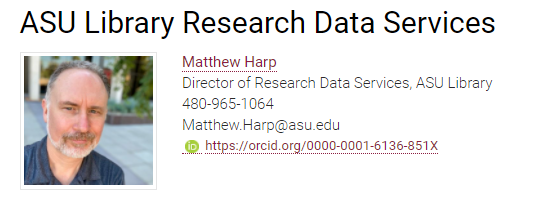 ASU Library Research Data Services
Matthew Harp
Director of Research Data Services, ASU Library
480-965-1064
Matthew.Harp@asu.edu
iD https://orcid.org/0000-0001-6136-851X